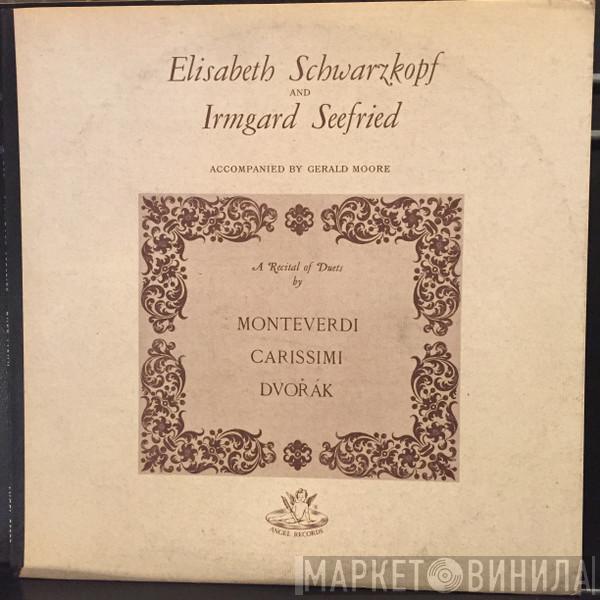 Elisabeth Schwarzkopf
AND
Irmgard Seefried
ACCOMPANIED BY GERALD MOORE
A Recital of Duets
by
MONTEVERDI
CARISSIMI
DVOŘÁK
ANGEL RECORDS
МАРКЕТ ВИНИЛА